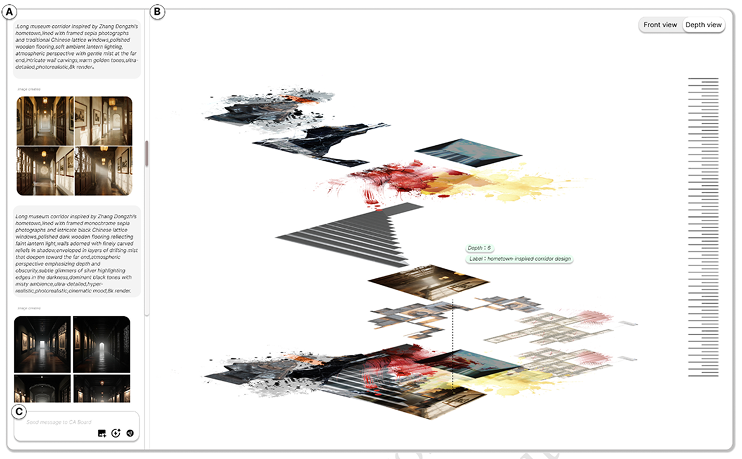 A
B
Front view
Depth view
Long museum corridor inspired by Zhang Dongzhi's
hometown,lined with framed sepia photographs
and traditional Chinese lattice windows,polished
wooden flooring,soft ambient lantern lighting,
atmospheric perspective with gentle mist at the far
end,intricate wall carvings,warm golden tones,ultra-
detailed,photorealistic,8k render.
Image created
Long museum corridor inspired by Zhang Dongzhi's
hometown,lined with framed monochrome sepia
photographs and intricate black Chinese lattice
windows,polished dark wooden flooring reflecting
faint lantern light,walls adorned with finely carved
reliefs in shadow,enveloped in layers of drifting mist
that deepen toward the far end,atmospheric
perspective emphasizing depth and
obscurity,subtle glimmers of silver highlighting
edges in the darkness,dominant black tones with
misty ambience,ultra-detailed,hyper-
realistic,photorealistic,cinematic mood,8k render.
Image created
Depth : 6
Label : hometown-inspired corridor design
C
Send message to CA Board